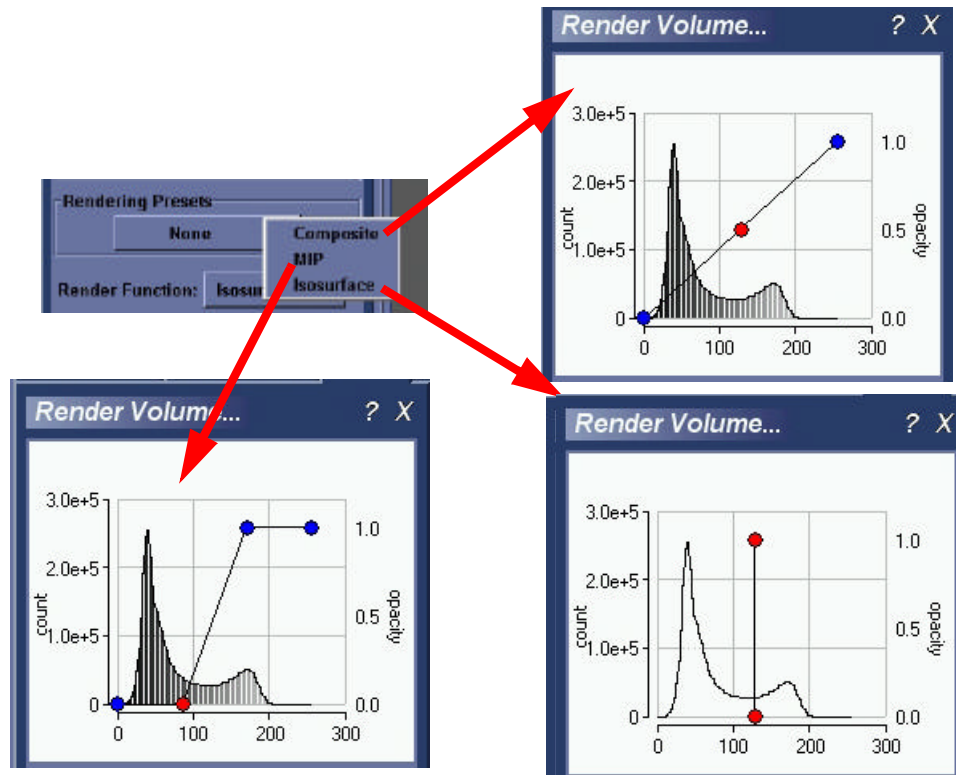 Render Volume... ? X
3.0e+5
2.0e+5
1.0e+5
0
count
1.0
0.5
0.0
opacity
0 100 200 300
Rendering Presets
None
Composite
MIP
Isosurface
Render Function:
Render Volume... ? X
3.0e+5
2.0e+5
1.0e+5
0
count
1.0
0.5
0.0
opacity
0 100 200 300
Render Volume... ? X
3.0e+5
2.0e+5
1.0e+5
0
count
1.0
0.5
0.0
opacity
0 100 200 300